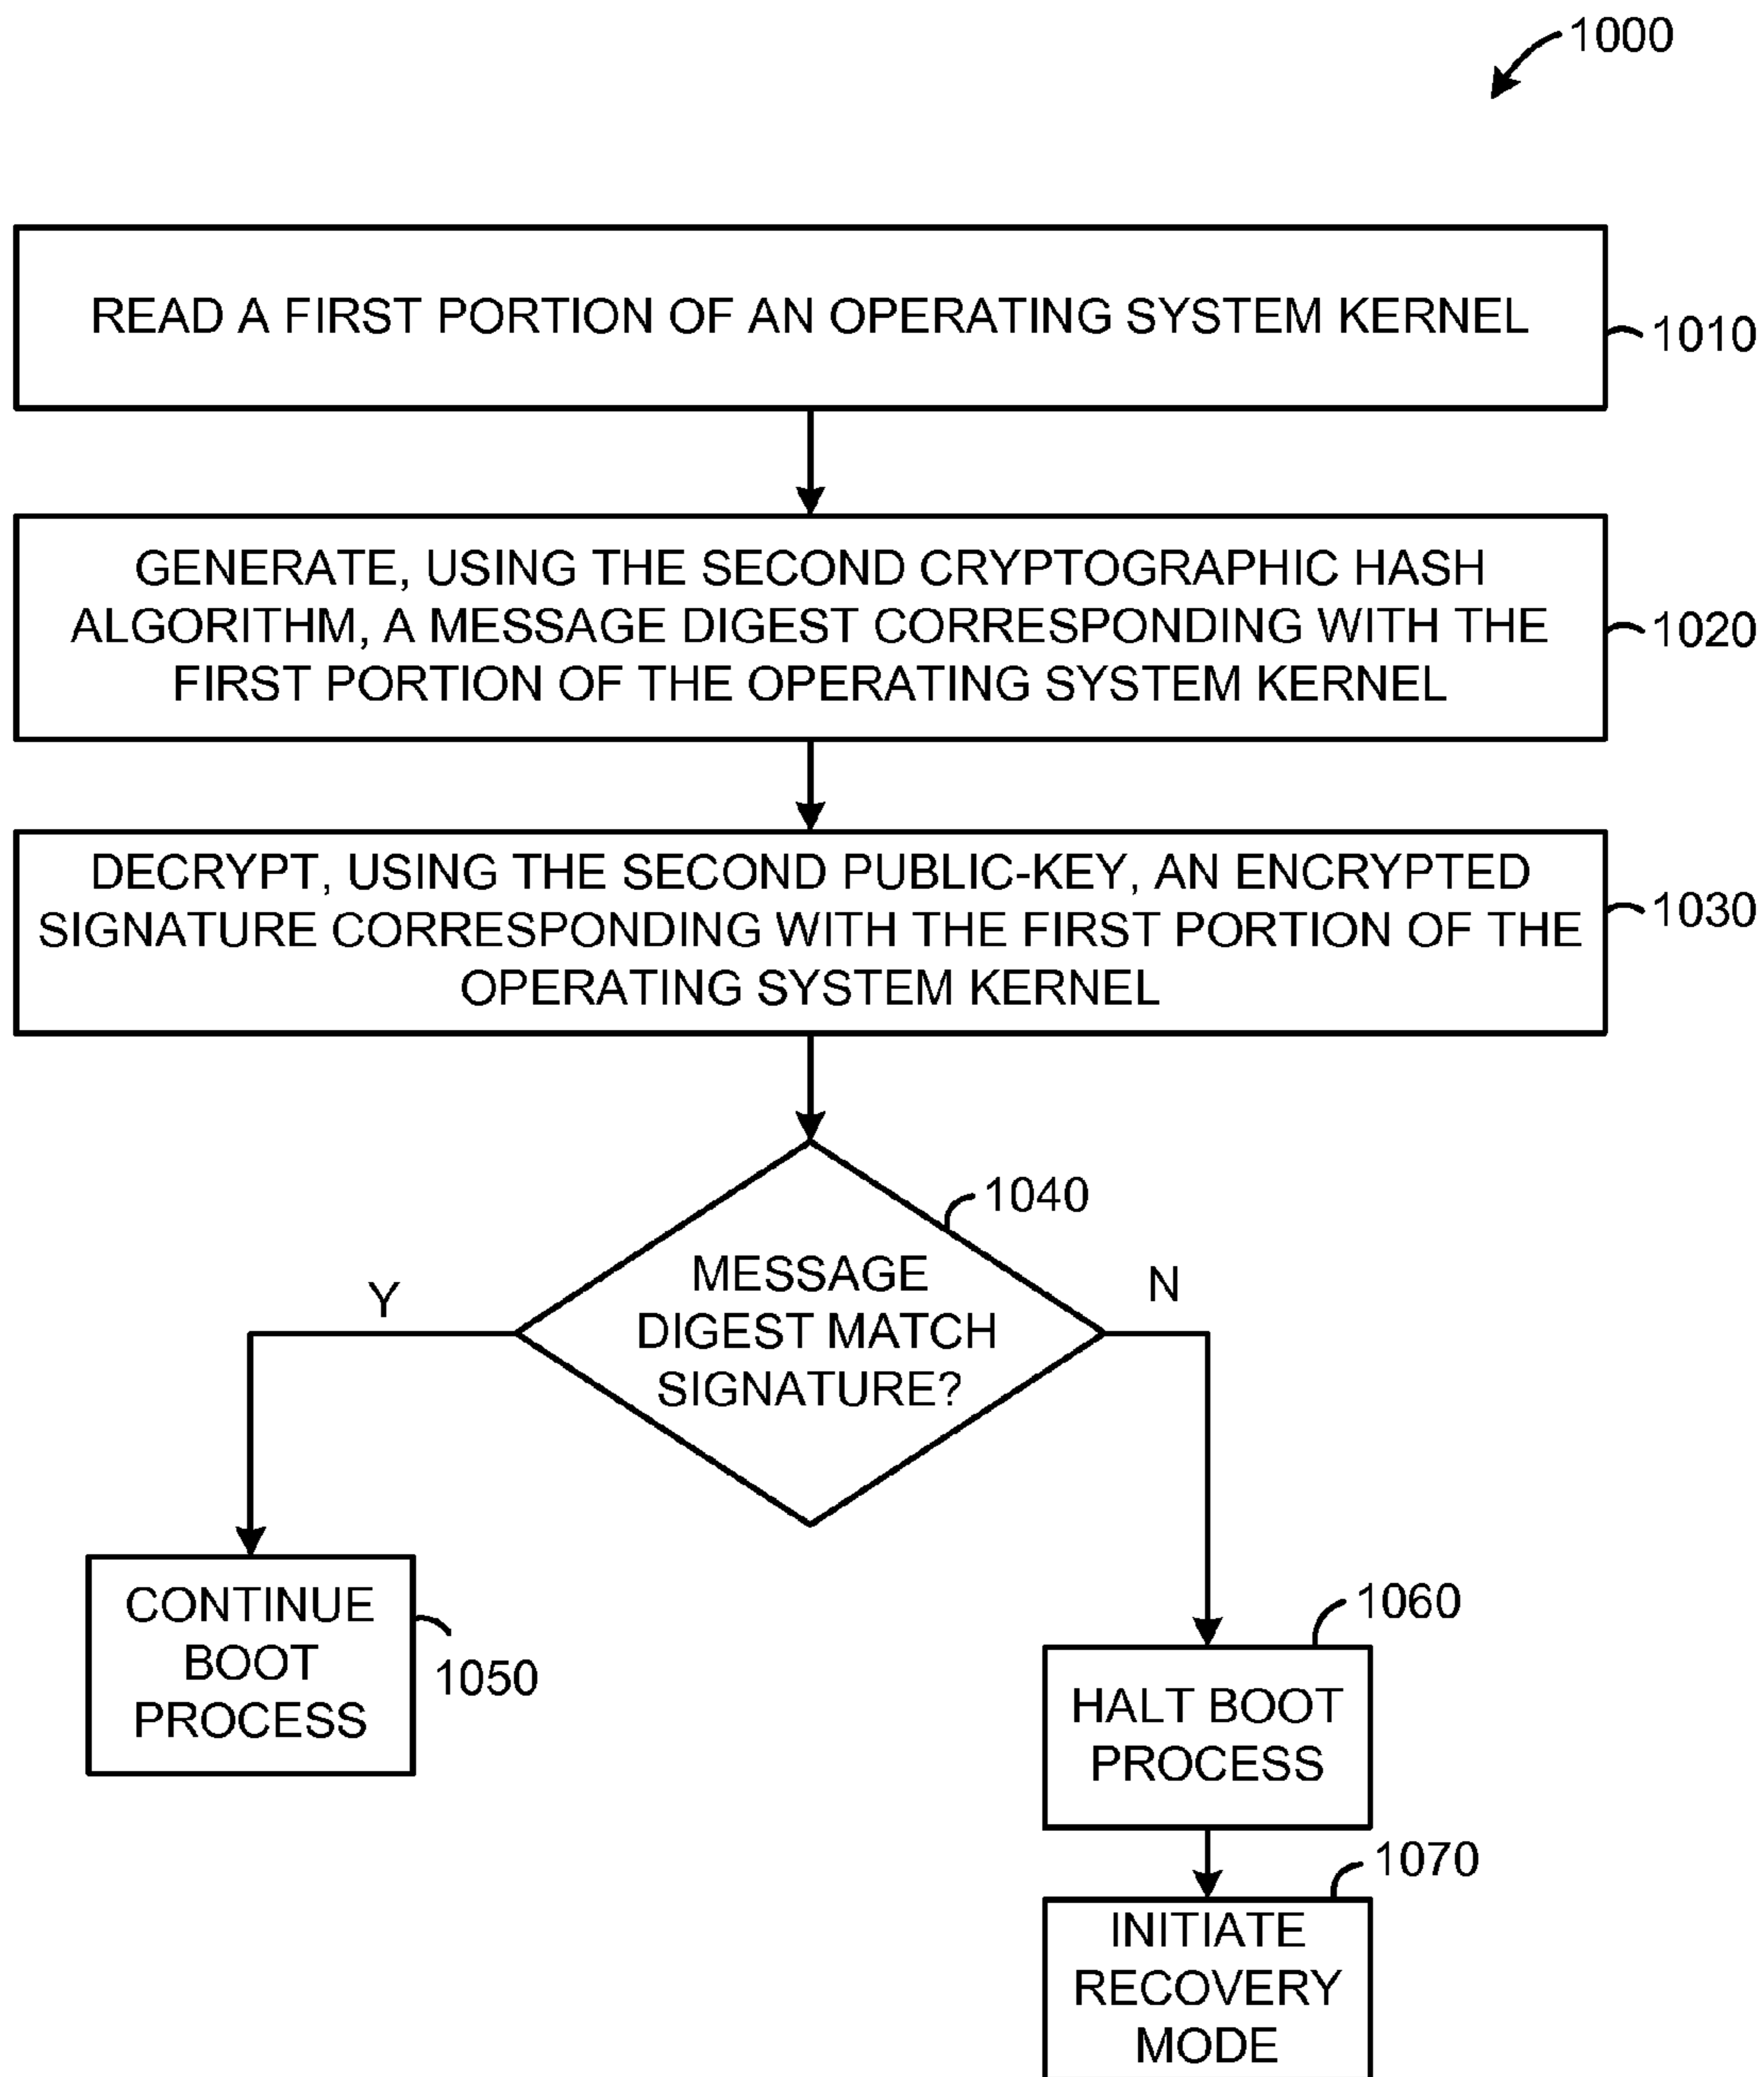 1000
READ A FIRST PORTION OF AN OPERATING SYSTEM KERNEL
1010
GENERATE, USING THE SECOND CRYPTOGRAPHIC HASH
ALGORITHM, A MESSAGE DIGEST CORRESPONDING WITH THE
FIRST PORTION OF THE OPERATING SYSTEM KERNEL
1020
DECRYPT, USING THE SECOND PUBLIC-KEY, AN ENCRYPTED
SIGNATURE CORRESPONDING WITH THE FIRST PORTION OF THE
OPERATING SYSTEM KERNEL
1030
1040
MESSAGE
DIGEST MATCH
SIGNATURE?
Y
N
CONTINUE
BOOT
PROCESS
1050
1060
HALT BOOT
PROCESS
1070
INITIATE
RECOVERY
MODE